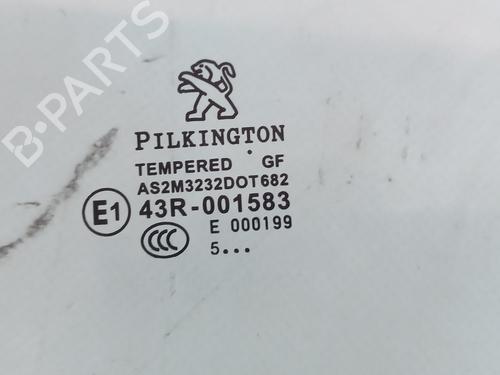 B-PARTS
PILKINGTON
TEMPERED GF
AS2M3232DOT682
E1 43R-001583
CCC E 000199
5...